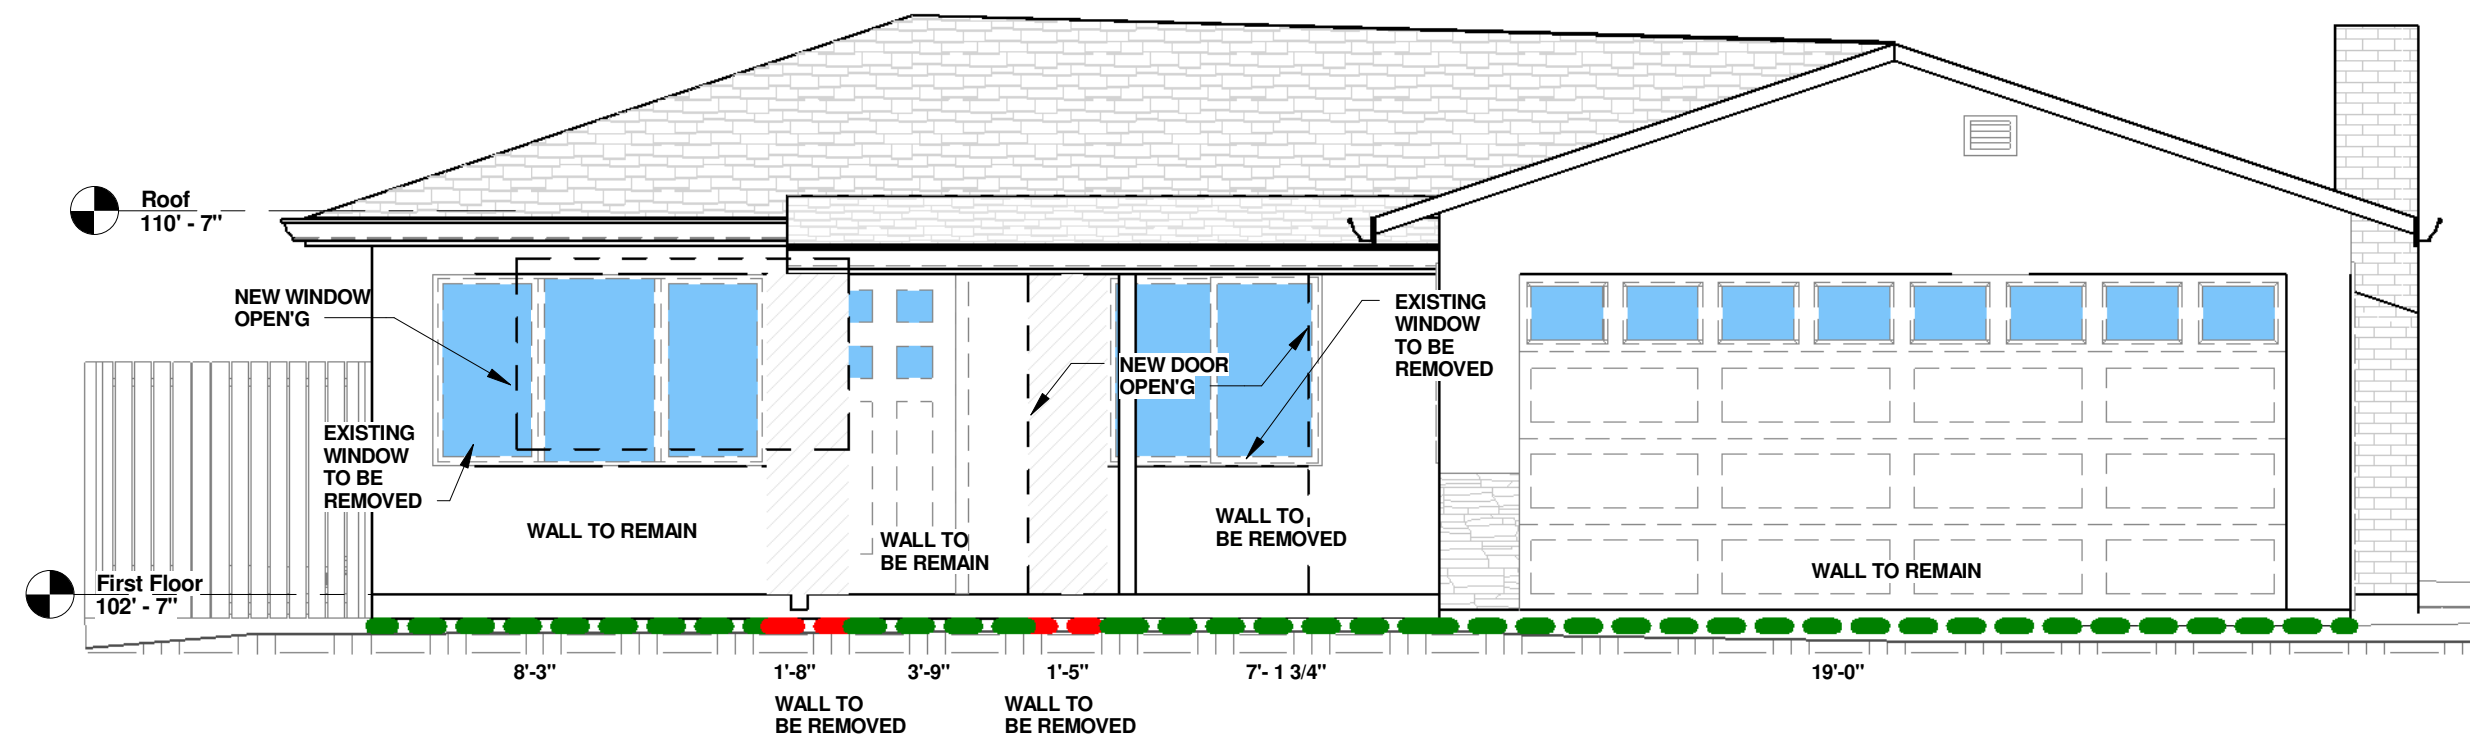 Roof
110' - 7"
NEW WINDOW
OPEN'G
EXISTING
WINDOW
TO BE
REMOVED
WALL TO REMAIN
WALL TO
BE REMAIN
NEW DOOR
OPEN'G
EXISTING
WINDOW
TO BE
REMOVED
WALL TO
BE REMOVED
WALL TO REMAIN
First Floor
102' - 7"
8'-3"
1'-8"
3'-9"
1'-5"
7'- 1 3/4"
19'-0"
WALL TO
BE REMOVED
WALL TO
BE REMOVED